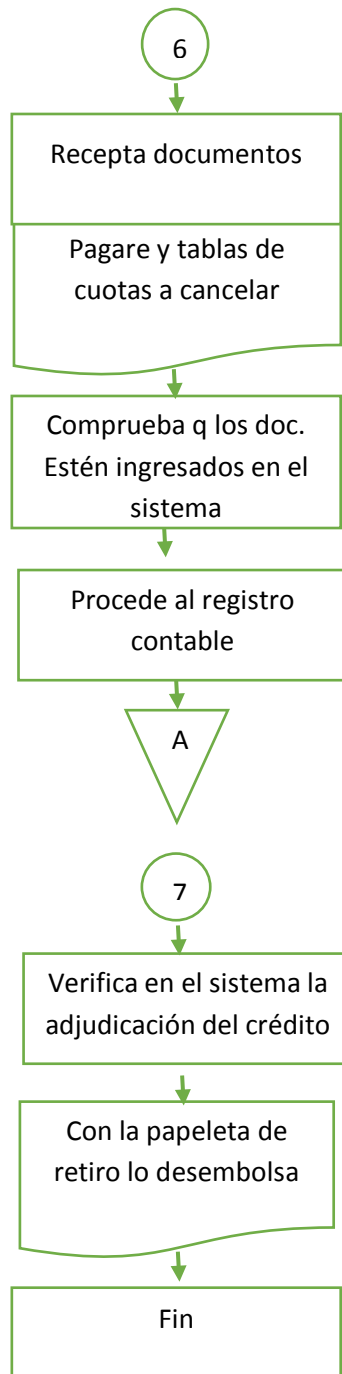 6
Recepta documentos
Pagare y tablas de
cuotas a cancelar
Comprueba q los doc.
Estén ingresados en el
sistema
Procede al registro
contable
A
7
Verifica en el sistema la
adjudicación del crédito
Con la papeleta de
retiro lo desembolsa
Fin